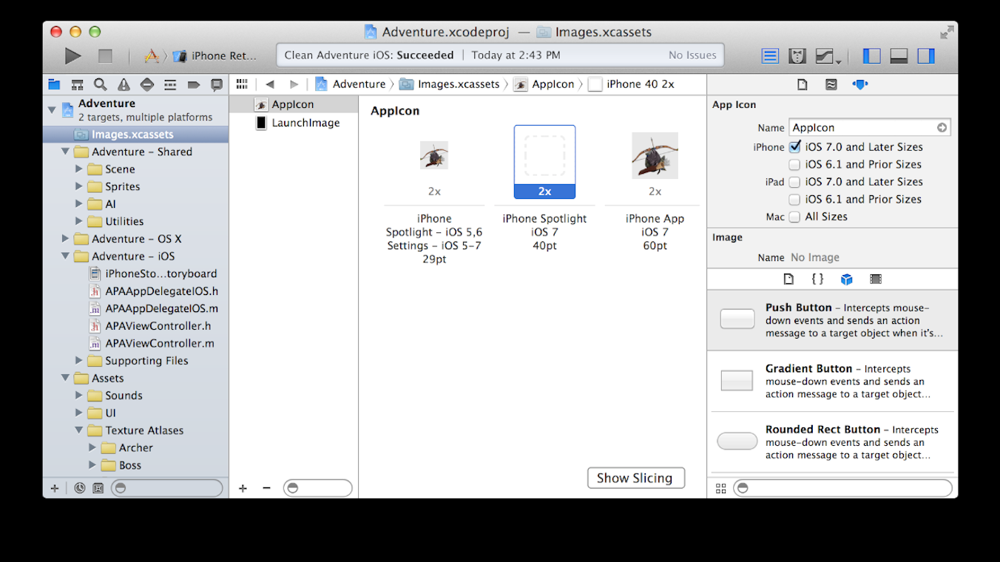 Adventure.xcodeproj — Images.xcassets
iPhone Ret...
Clean Adventure iOS: Succeeded | Today at 2:43 PM
No Issues
Adventure
2 targets, multiple platforms
Images.xcassets
Adventure – Shared
Scene
Sprites
AI
Utilities
Adventure – OS X
Adventure – iOS
iPhoneSto...toryboard
APAAppDelegateIOS.h
APAAppDelegateIOS.m
APAViewController.h
APAViewController.m
Supporting Files
Assets
Sounds
UI
Texture Atlases
Archer
Boss
Adventure
Images.xcassets
AppIcon
iPhone 40 2x
AppIcon
LaunchImage
AppIcon
2x
2x
2x
iPhone
Spotlight – iOS 5,6
Settings – iOS 5–7
29pt
iPhone Spotlight
iOS 7
40pt
iPhone App
iOS 7
60pt
Show Slicing
App Icon
Name AppIcon
iPhone iOS 7.0 and Later Sizes
iOS 6.1 and Prior Sizes
iPad iOS 7.0 and Later Sizes
iOS 6.1 and Prior Sizes
Mac All Sizes
Image
Name No Image
{ }
Push Button – Intercepts mouse-
down events and sends an action
message to a target object when it's...
Gradient Button – Intercepts
mouse-down events and sends an
action message to a target object...
Rounded Rect Button – Intercepts
mouse-down events and sends an
action message to a target object...